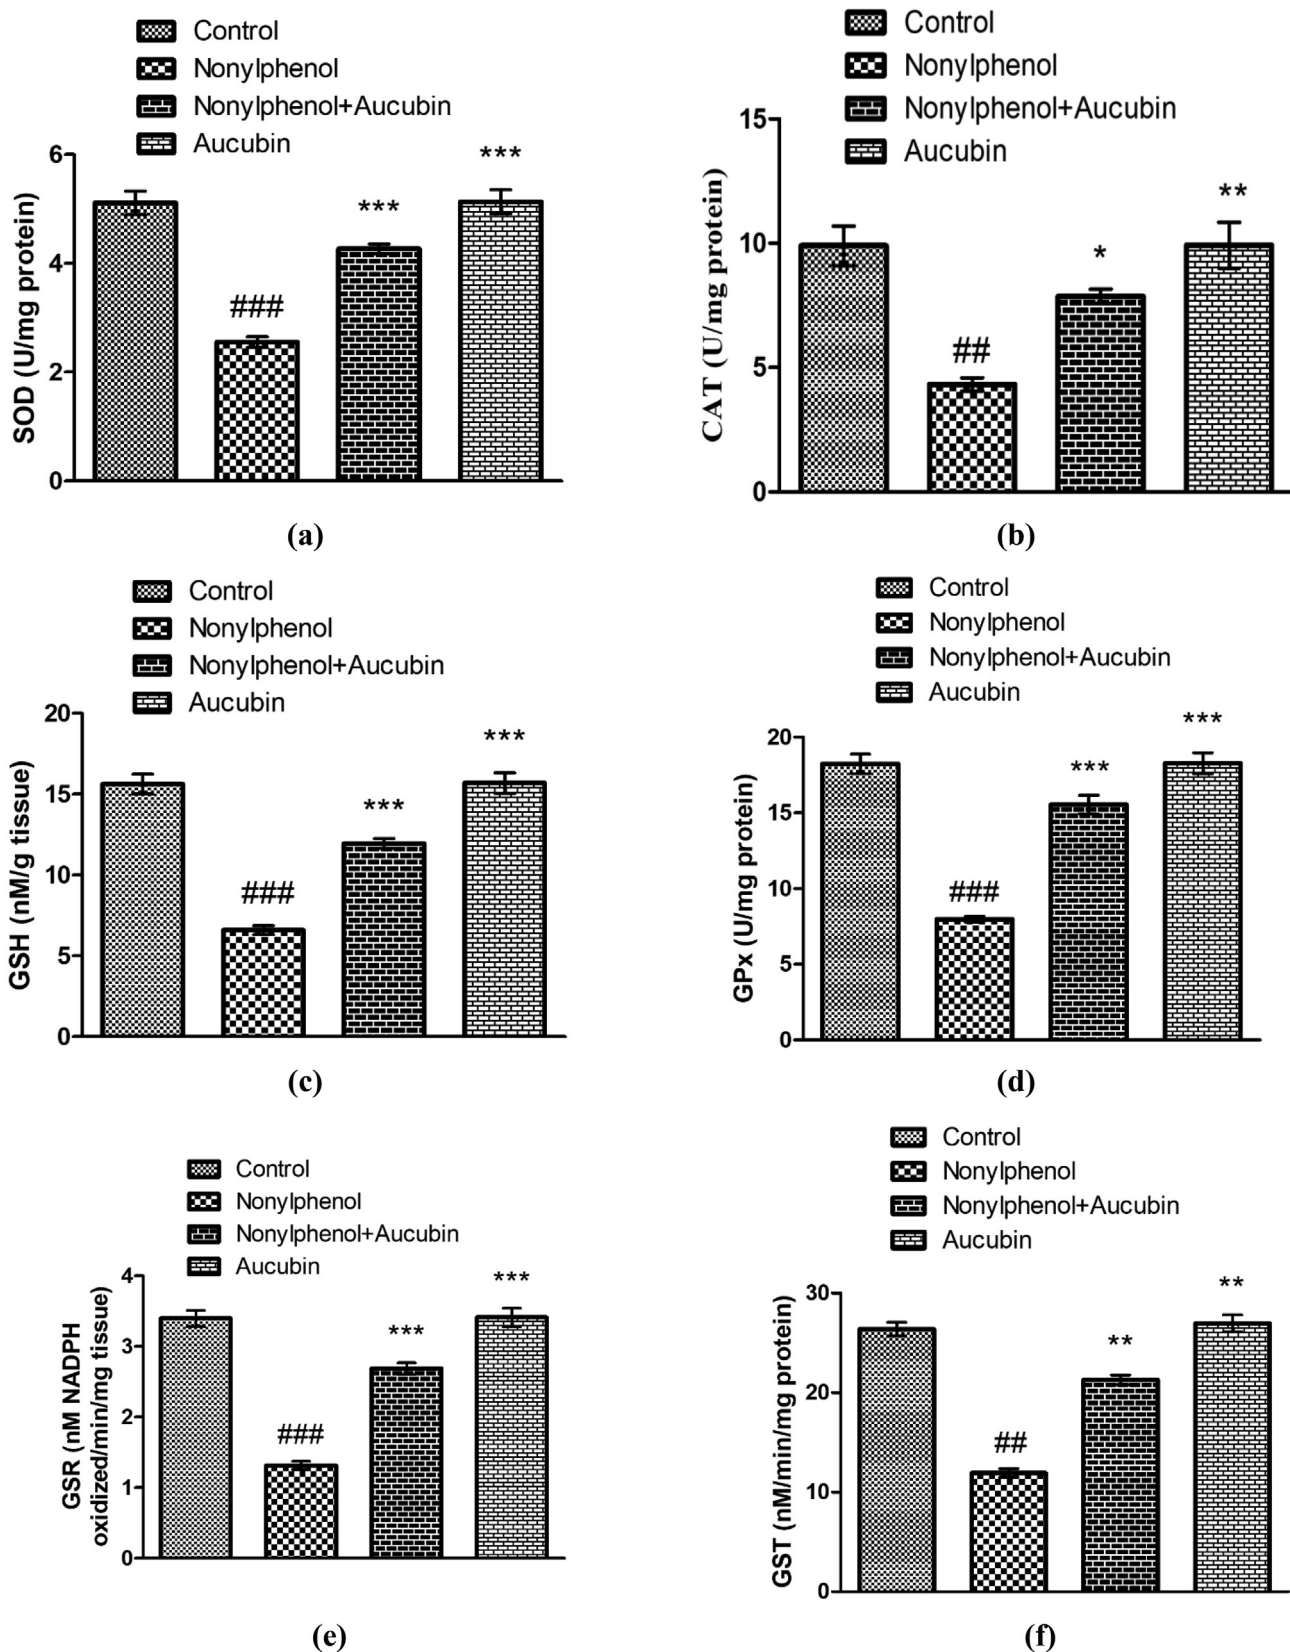 Control
Nonylphenol
Nonylphenol+Aucubin
Aucubin
SOD (U/mg protein)
6
4
2
0
###
***
***
(a)
Control
Nonylphenol
Nonylphenol+Aucubin
Aucubin
CAT (U/mg protein)
15
10
5
0
##
*
**
(b)
Control
Nonylphenol
Nonylphenol+Aucubin
Aucubin
GSH (nM/g tissue)
20
15
10
5
0
###
***
***
(c)
Control
Nonylphenol
Nonylphenol+Aucubin
Aucubin
GPx (U/mg protein)
20
15
10
5
0
###
***
***
(d)
Control
Nonylphenol
Nonylphenol+Aucubin
Aucubin
GSR (nM NADPH
oxidized/min/mg tissue)
4
3
2
1
0
###
***
***
(e)
Control
Nonylphenol
Nonylphenol+Aucubin
Aucubin
GST (nM/min/mg protein)
30
20
10
0
##
**
**
(f)